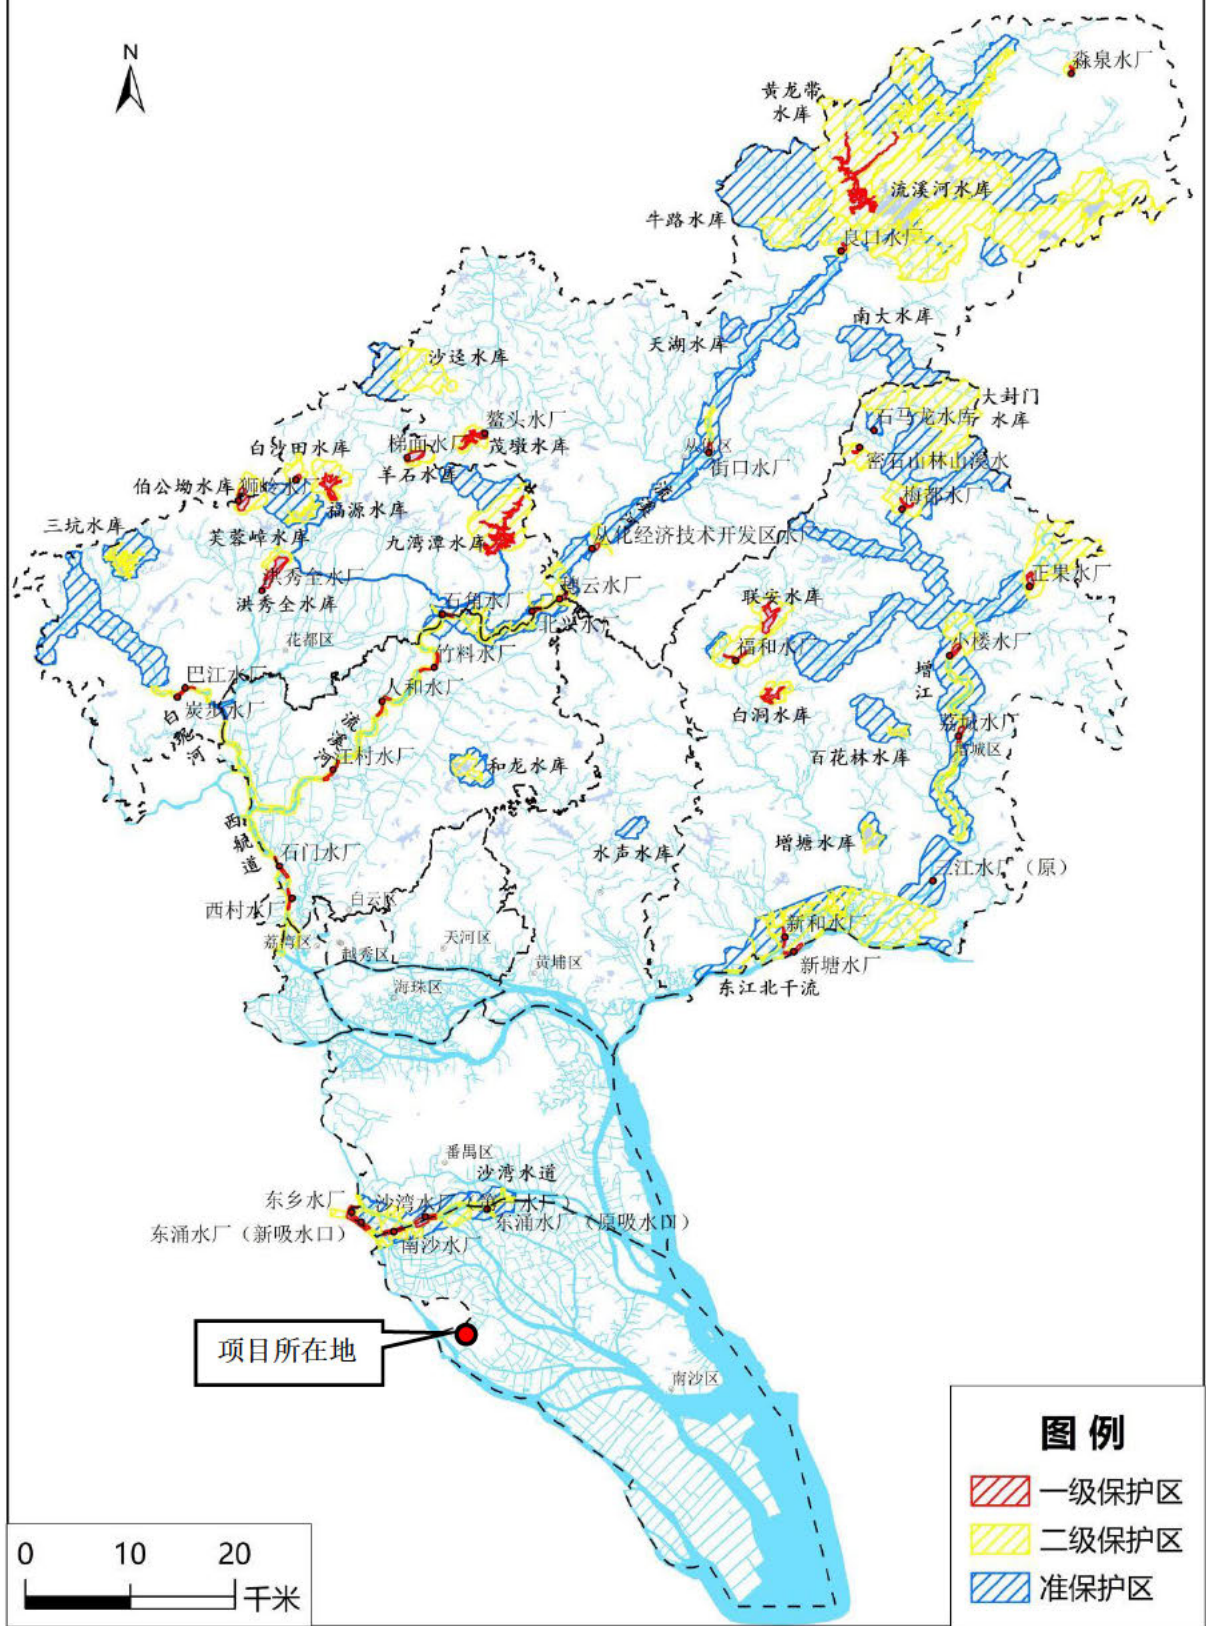 N
淼泉水厂
黄龙带
水库
流溪河水库
牛路水库
良口水厂
南大水库
天湖水库
沙迳水库
大封门
水库
石马龙水库
鳌头水厂
梯面水厂
茂墩水库
白沙田水库
羊石水库
从化区
街口水厂
密石山林山溪水
伯公坳水库
狮岭水厂
福源水库
梅都水厂
流溪河
三坑水库
芙蓉嶂水库
九湾潭水库
从化经济技术开发区水厂
洪秀全水厂
洪秀全水库
穗云水厂
正果水厂
联安水库
石角水厂
北兴水厂
花都区
福和水厂
小楼水厂
竹料水厂
增江
巴江水厂
人和水厂
炭步水厂
白坭河
流溪河
白洞水库
荔城水厂
增城区
江村水厂
和龙水库
百花林水库
西航道
水声水库
增塘水库
石门水厂
三江水厂（原）
西村水厂
白云区
新和水厂
荔湾区
越秀区
天河区
黄埔区
新塘水厂
海珠区
东江北干流
番禺区
沙湾水道
东乡水厂
沙湾水厂
东涌水厂（新吸水口）
东涌水厂（原吸水口）
南沙水厂
项目所在地
南沙区
图例
一级保护区
二级保护区
准保护区
0 10 20
千米